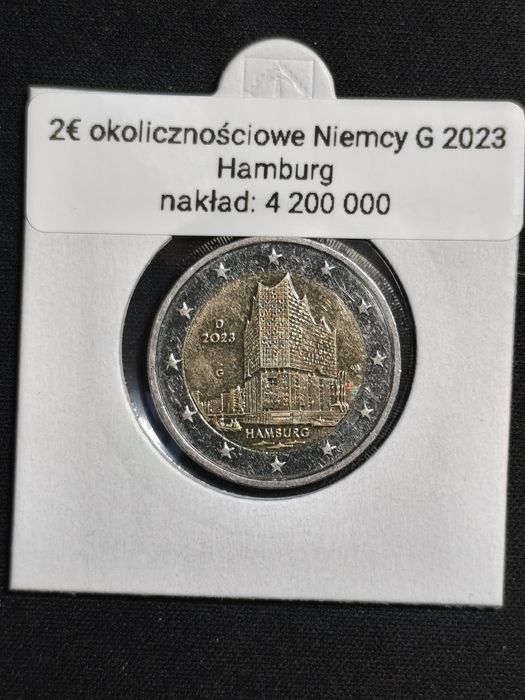 2€ okolicznościowe Niemcy G 2023
Hamburg
nakład: 4 200 000
D
2023
G
HAMBURG